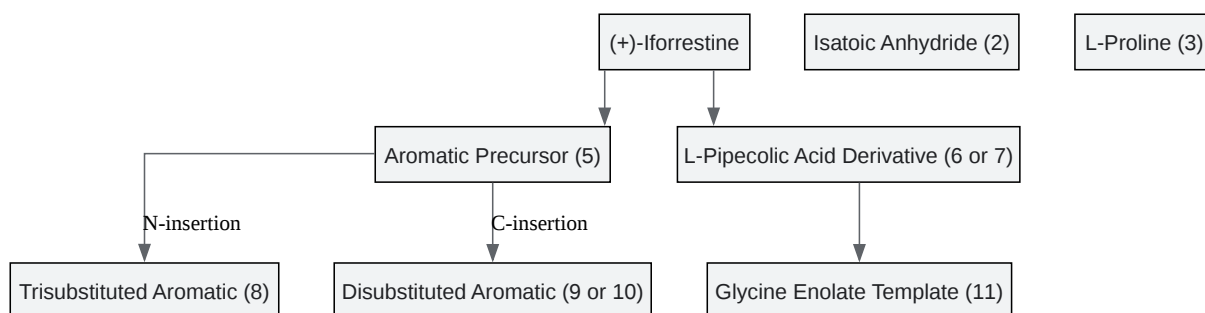 (+)-Iforrestine
Isatoic Anhydride (2)
L-Proline (3)
Aromatic Precursor (5)
L-Pipecolic Acid Derivative (6 or 7)
N-insertion
C-insertion
Trisubstituted Aromatic (8)
Disubstituted Aromatic (9 or 10)
Glycine Enolate Template (11)